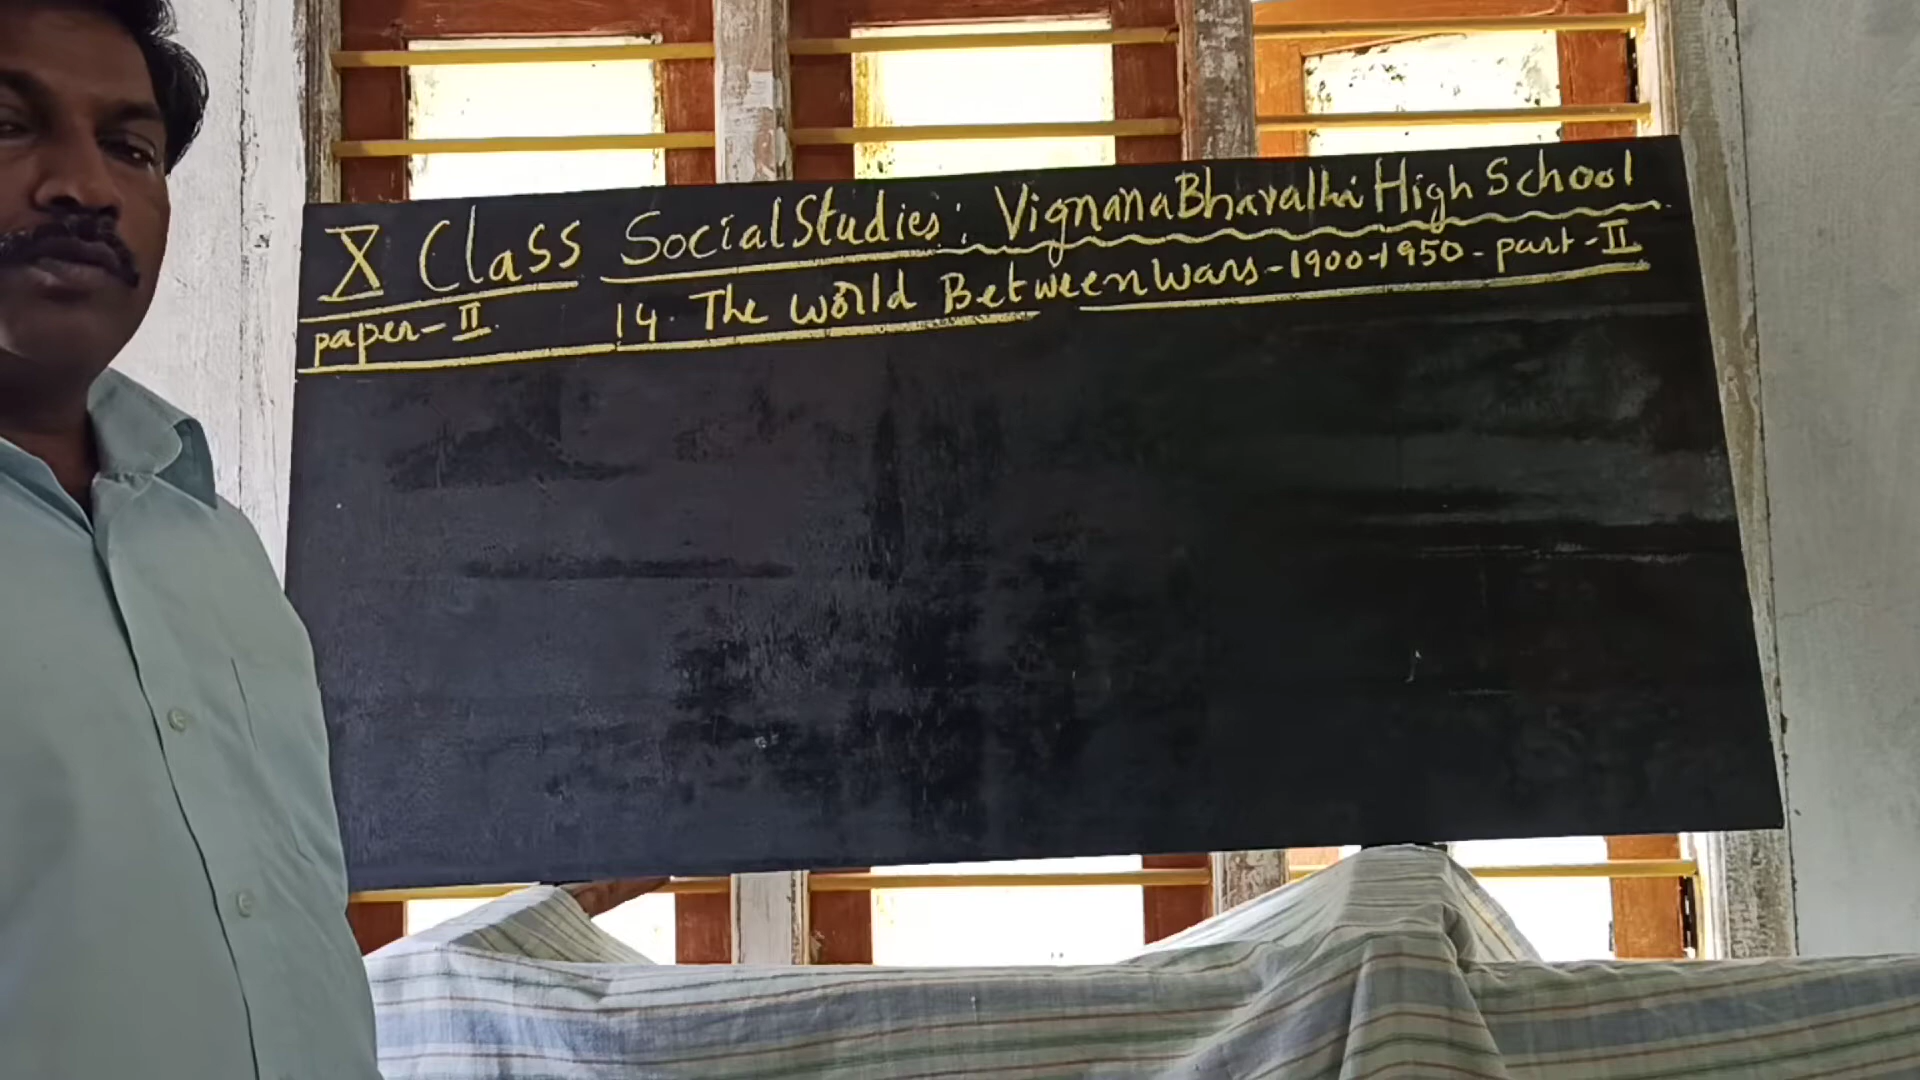 X Class Social Studies: Vignana Bharathi High School
paper-II 14. The World Between Wars-1900-1950-part-II